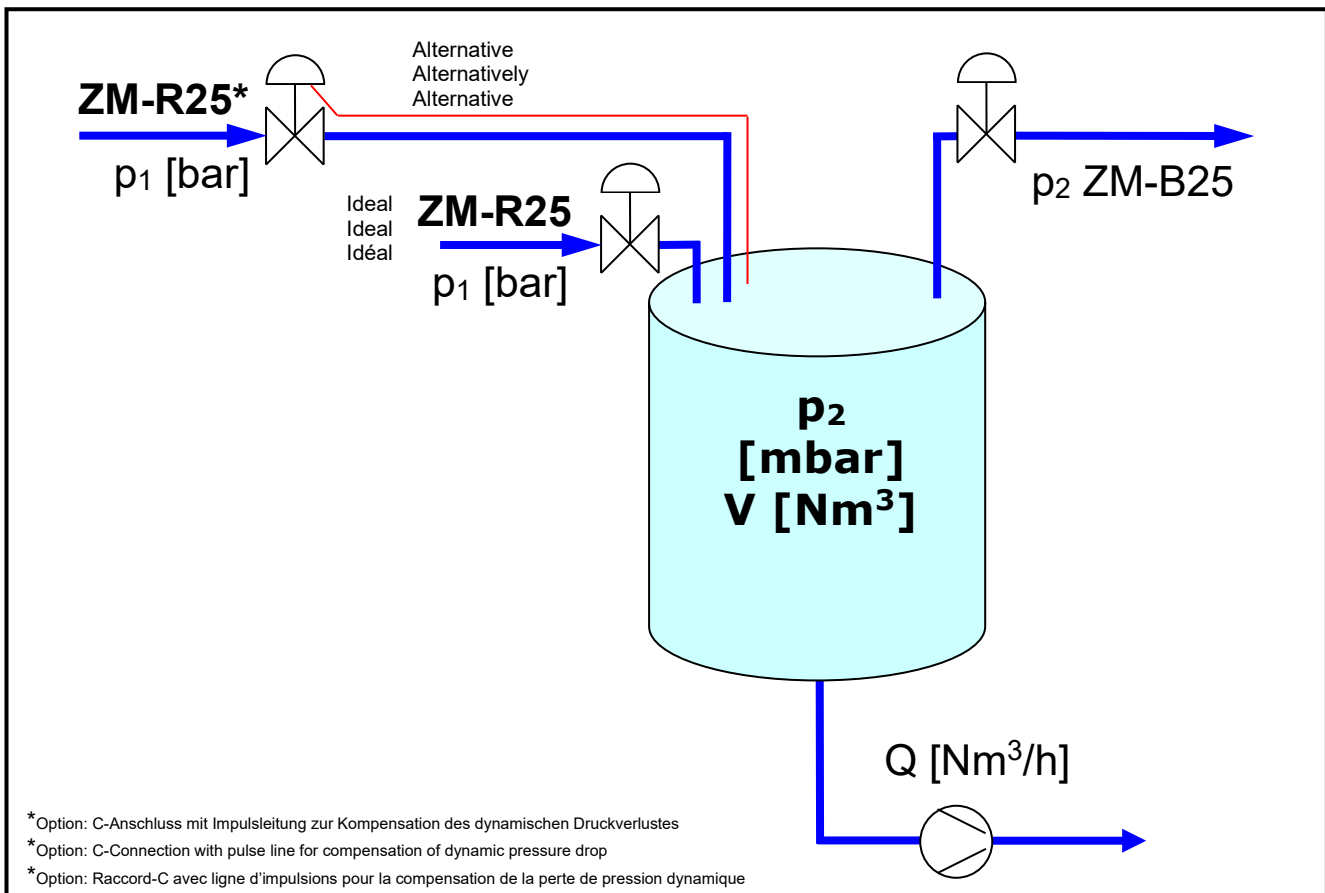 Alternative
Alternatively
Alternative
ZM-R25*
p₁ [bar]
p₂ ZM-B25
Ideal
Ideal
Idéal
ZM-R25
p₁ [bar]
p₂
[mbar]
V [Nm³]
Q [Nm³/h]
*Option: C-Anschluss mit Impulsleitung zur Kompensation des dynamischen Druckverlustes
*Option: C-Connection with pulse line for compensation of dynamic pressure drop
*Option: Raccord-C avec ligne d'impulsions pour la compensation de la perte de pression dynamique